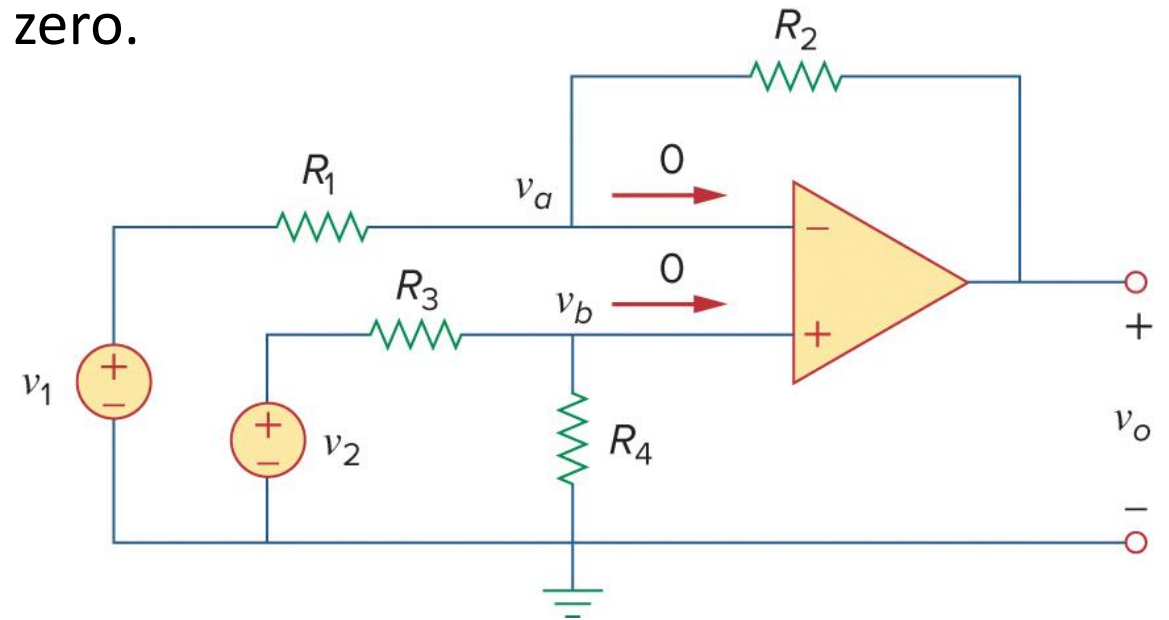 zero.
R2
R1
va
0
−
R3
vb
0
+
+
v1
+
−
+
−
v2
R4
vo
−